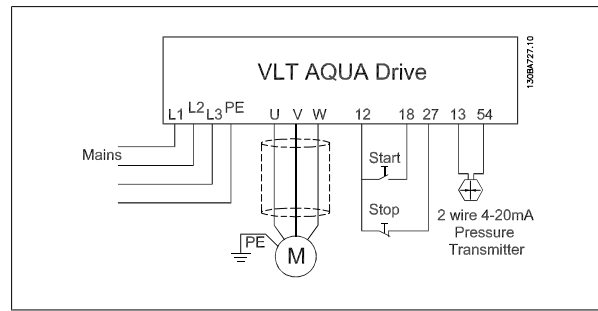 130BA727.10
VLT AQUA Drive
L1 L2 L3 PE U V W 12 18 27 13 54
Mains
Start
Stop
2 wire 4-20mA
Pressure
Transmitter
PE
M